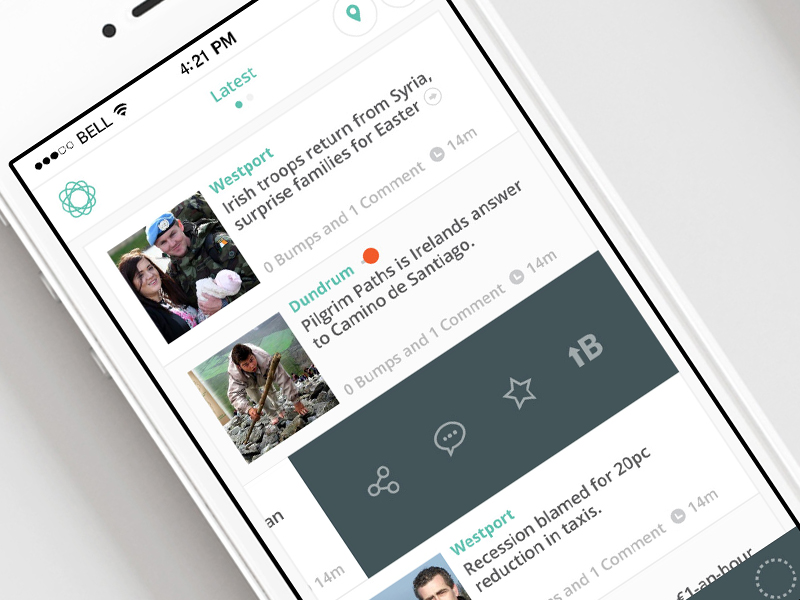 4:21 PM
BELL
Latest
Westport
Irish troops return from Syria,
surprise families for Easter
0 Bumps and 1 Comment 14m
Dundrum
Pilgrim Paths is Irelands answer
to Camino de Santiago.
0 Bumps and 1 Comment 14m
B
an
14m
Westport
Recession blamed for 20pc
reduction in taxis.
and 1 Comment 14m
€1-an-hour